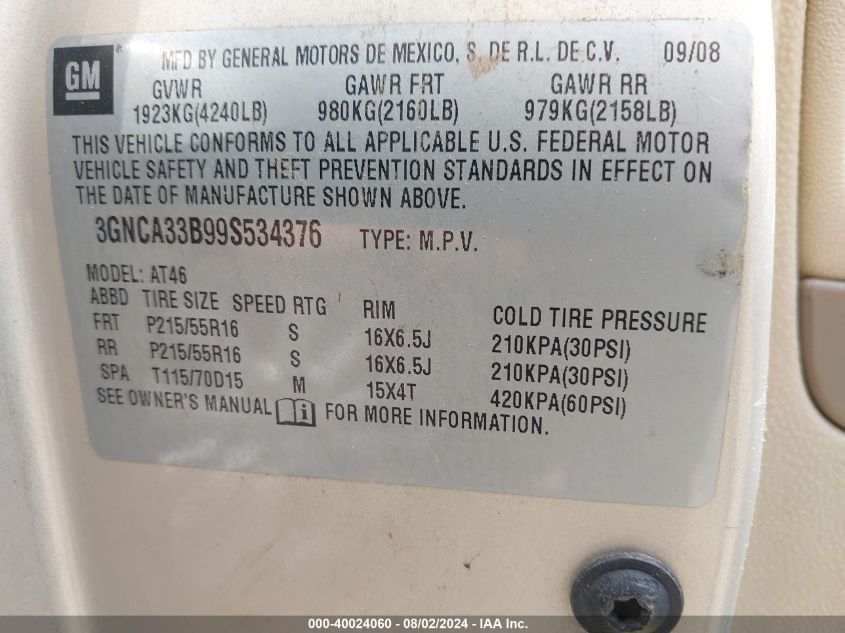 GM ® MFD BY GENERAL MOTORS DE MEXICO, S. DE R.L. DE C.V. 09/08
GVWR GAWR FRT GAWR RR
1923KG(4240LB) 980KG(2160LB) 979KG(2158LB)
THIS VEHICLE CONFORMS TO ALL APPLICABLE U.S. FEDERAL MOTOR
VEHICLE SAFETY AND THEFT PREVENTION STANDARDS IN EFFECT ON
THE DATE OF MANUFACTURE SHOWN ABOVE.
3GNCA33B99S534376 TYPE: M.P.V.
MODEL: AT46
ABBD TIRE SIZE SPEED RTG RIM COLD TIRE PRESSURE
FRT P215/55R16 S 16X6.5J 210KPA(30PSI)
RR P215/55R16 S 16X6.5J 210KPA(30PSI)
SPA T115/70D15 M 15X4T 420KPA(60PSI)
SEE OWNER'S MANUAL i FOR MORE INFORMATION.
000-40024060 - 08/02/2024 - IAA Inc.